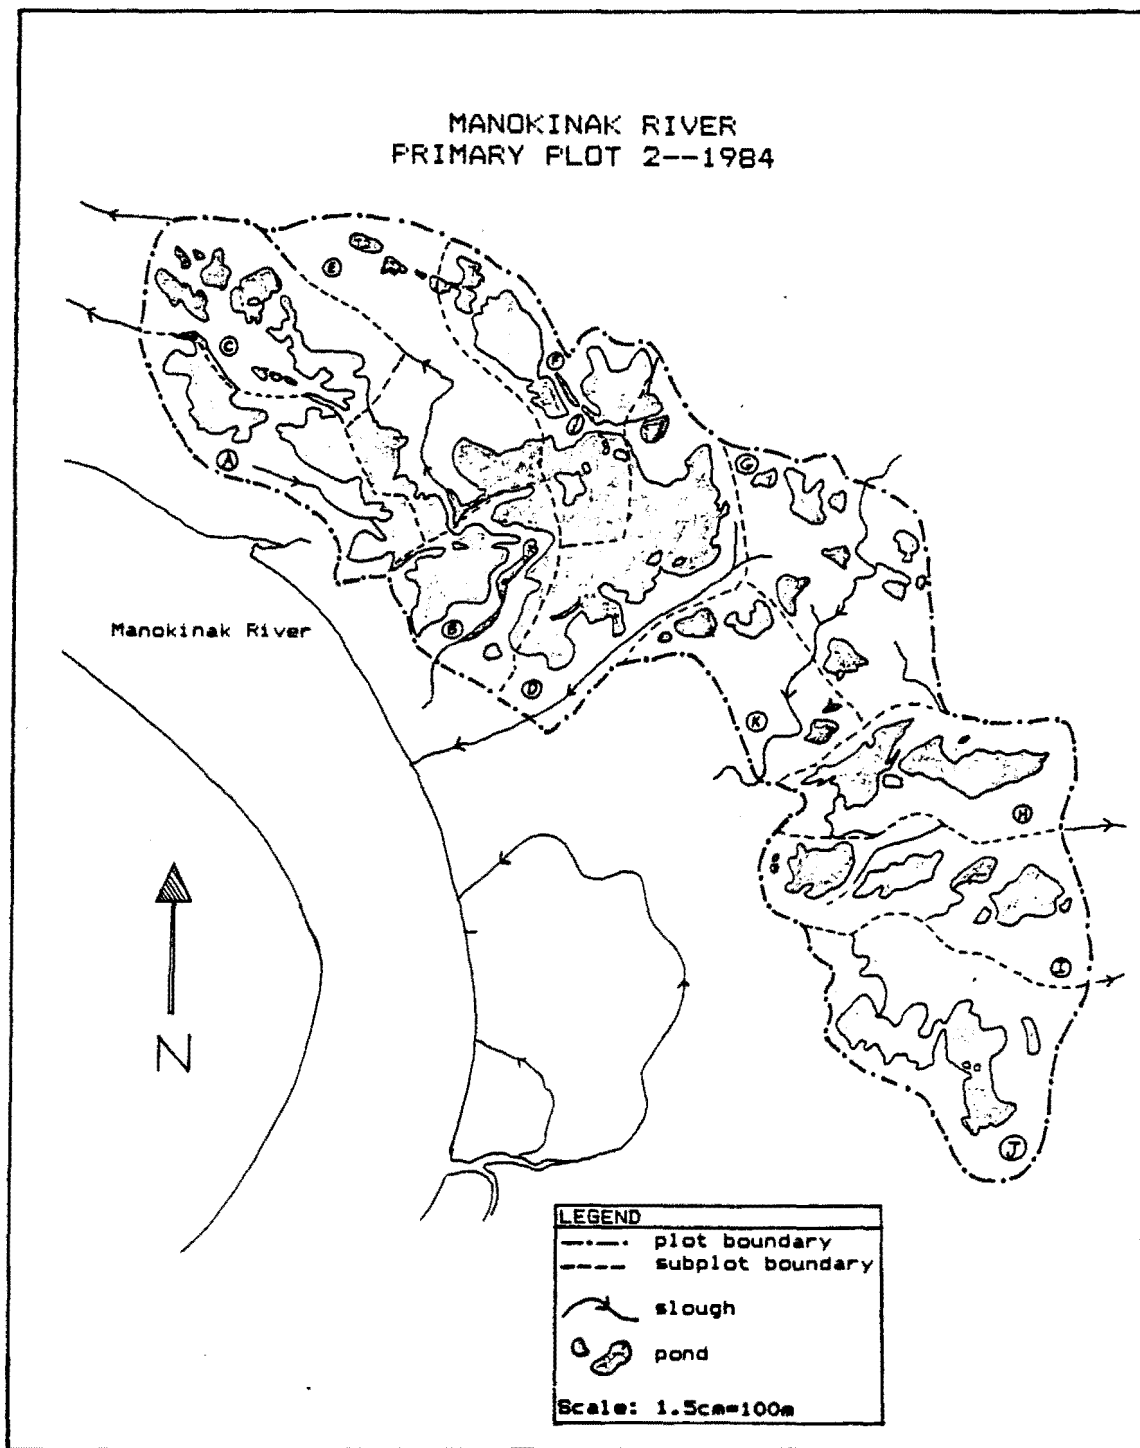 MANOKINAK RIVER
PRIMARY PLOT 2--1984
E
C
F
A
G
Manokinak River
B
D
K
H
I
J
N
LEGEND
plot boundary
subplot boundary
slough
pond
Scale: 1.5cm=100m